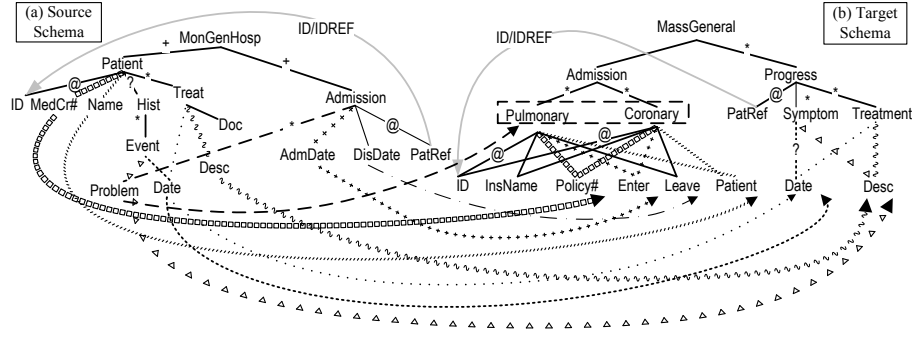 (a) Source
Schema
(b) Target
Schema
MonGenHosp
MassGeneral
ID/IDREF
ID/IDREF
+
+
*
Patient
Admission
Progress
@
?
*
@
*
*
ID MedCr# Name Hist
Treat
Admission
Pulmonary
Coronary
PatRef Symptom
Treatment
*
*
@
@
@
?
Event
Doc
Desc
AdmDate
DisDate
PatRef
Problem
Date
ID
InsName
Policy#
Enter
Leave
Patient
Date
Desc